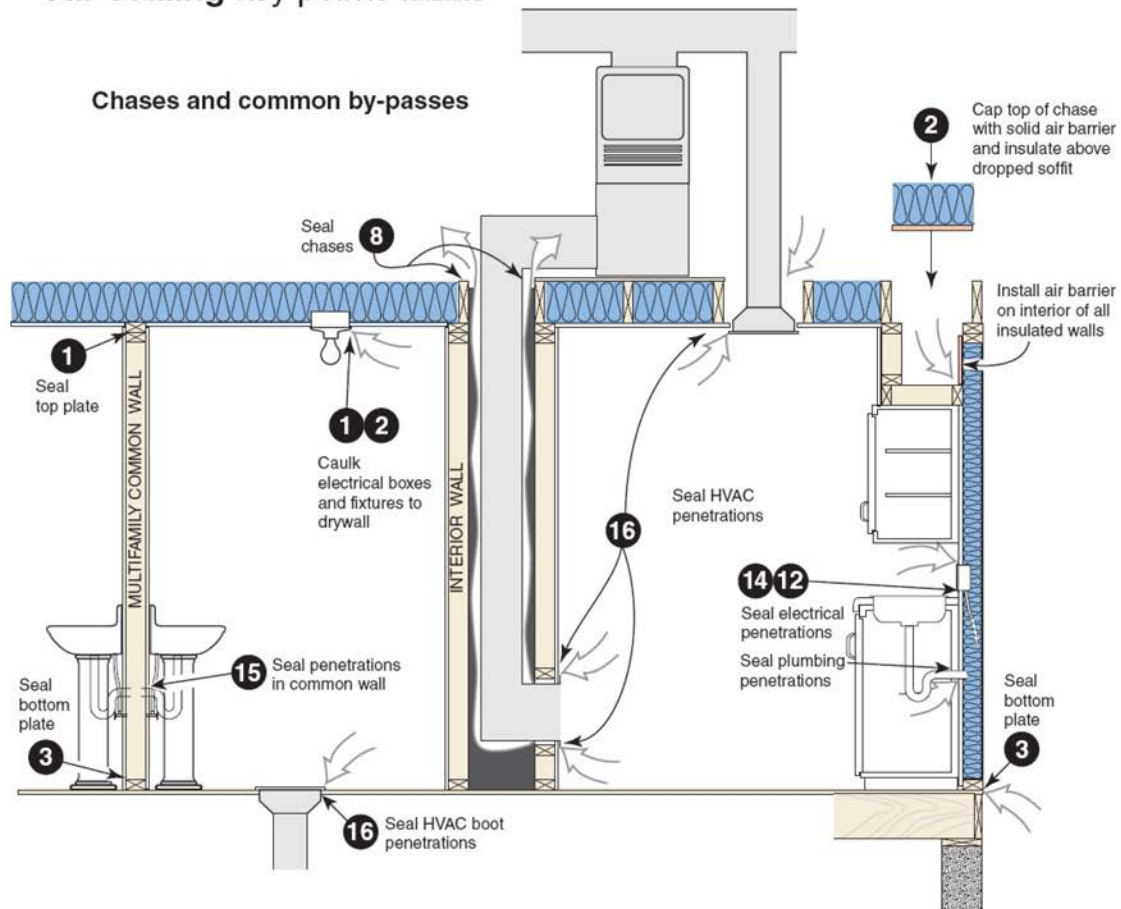 Chases and common by-passes
2
Cap top of chase
with solid air barrier
and insulate above
dropped soffit
Seal
chases
8
Install air barrier
on interior of all
insulated walls
1
Seal
top plate
1 2
Caulk
electrical boxes
and fixtures to
drywall
MULTIFAMILY COMMON WALL
INTERIOR WALL
Seal HVAC
penetrations
16
14 12
Seal electrical
penetrations
Seal plumbing
penetrations
15
Seal penetrations
in common wall
Seal
bottom
plate
3
Seal
bottom
plate
3
16
Seal HVAC boot
penetrations